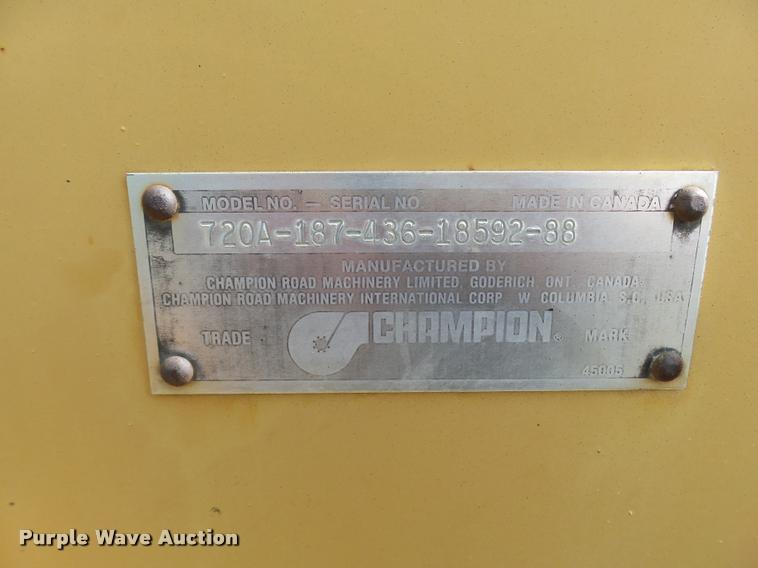 MODEL NO. — SERIAL NO MADE IN CANADA
720A-187-436-18592-88
MANUFACTURED BY
CHAMPION ROAD MACHINERY LIMITED, GODERICH ONT. CANADA.
CHAMPION ROAD MACHINERY INTERNATIONAL CORP W COLUMBIA S.C., USA
TRADE CHAMPION® MARK
45005
Purple Wave Auction